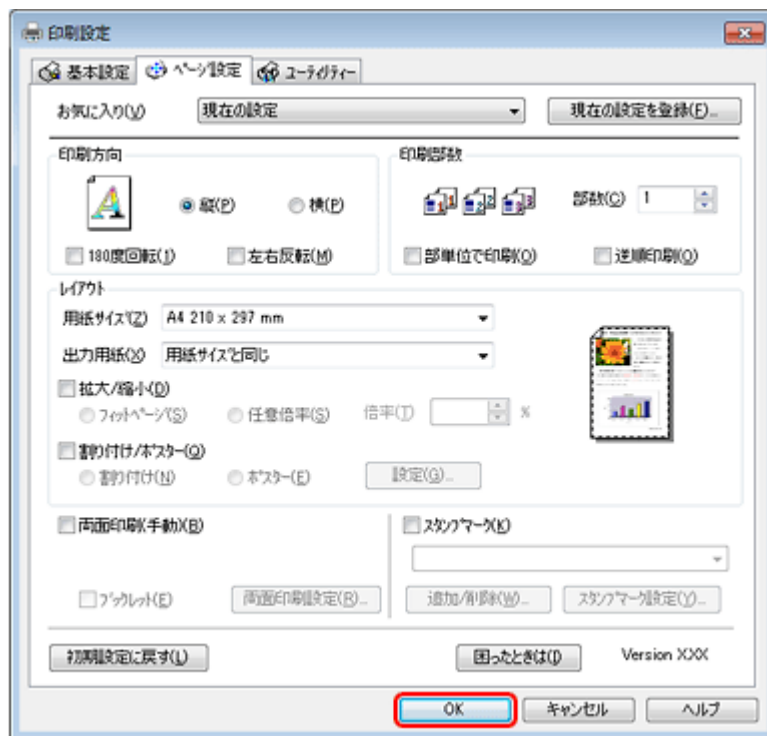 印刷設定
基本設定 ページ設定 ユーティリティー
お気に入り(V) 現在の設定 現在の設定を登録(F)...
印刷方向 印刷部数
縦(P) 横(P) 部数(C) 1
180度回転(1) 左右反転(M) 部単位で印刷(O) 逆順印刷(Q)
レイアウト
用紙サイズ(Z) A4 210 x 297 mm
出力用紙(X) 用紙サイズと同じ
拡大/縮小(D)
フィットページ(S) 任意倍率(S) 倍率(T) %
割り付け/ポスター(Q)
割り付け(N) ポスター(E) 設定(G)...
両面印刷(手動)(B) スタンプマーク(K)
ブックレット(E) 両面印刷設定(R)... 追加/削除(W)... スタンプマーク設定(Y)...
初期設定に戻す(L) 困ったときは(I) Version XXX
OK キャンセル ヘルプ